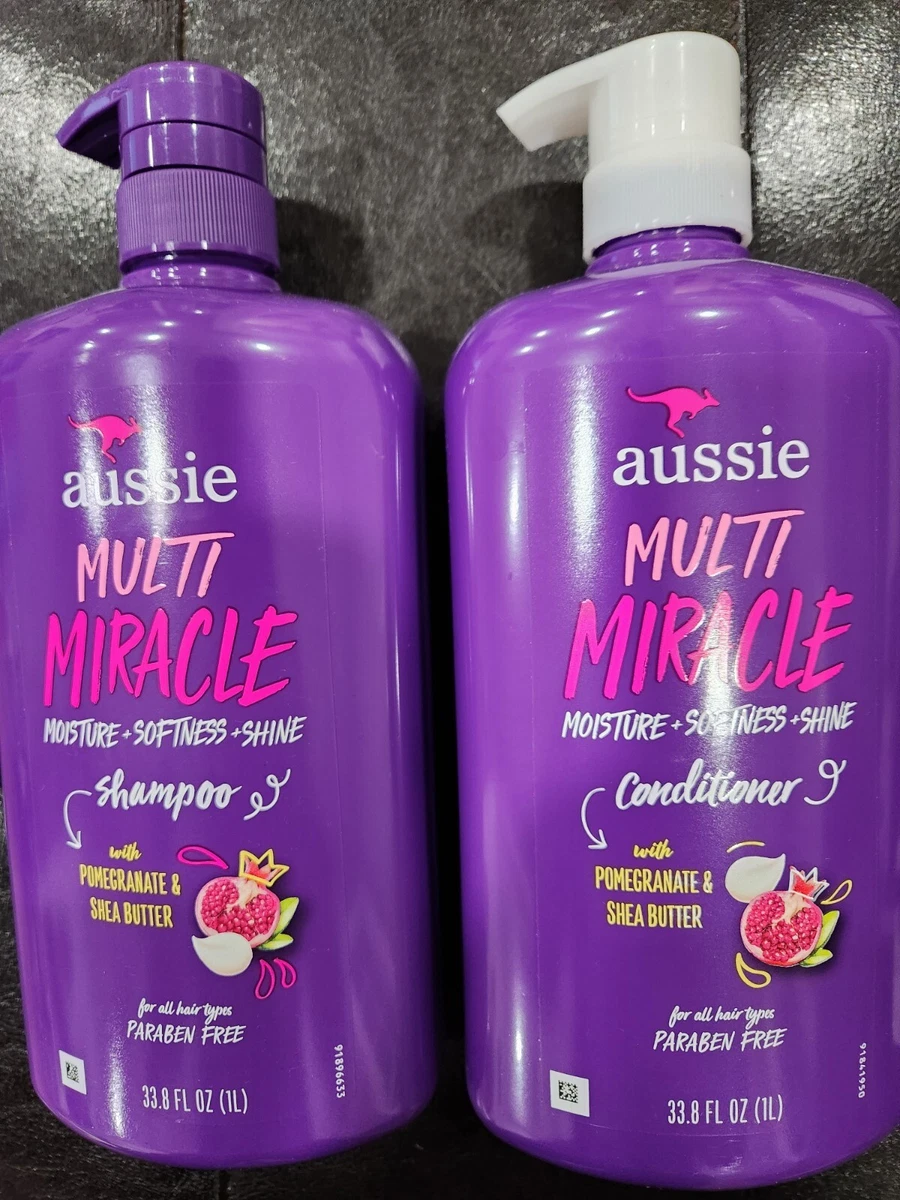 aussie
MULTI
MIRACLE
MOISTURE + SOFTNESS + SHINE
Shampoo
with
POMEGRANATE &
SHEA BUTTER
for all hair types
PARABEN FREE
33.8 FL OZ (1L)
91896633
aussie
MULTI
MIRACLE
MOISTURE + SOFTNESS + SHINE
Conditioner
with
POMEGRANATE &
SHEA BUTTER
for all hair types
PARABEN FREE
33.8 FL OZ (1L)
91841950